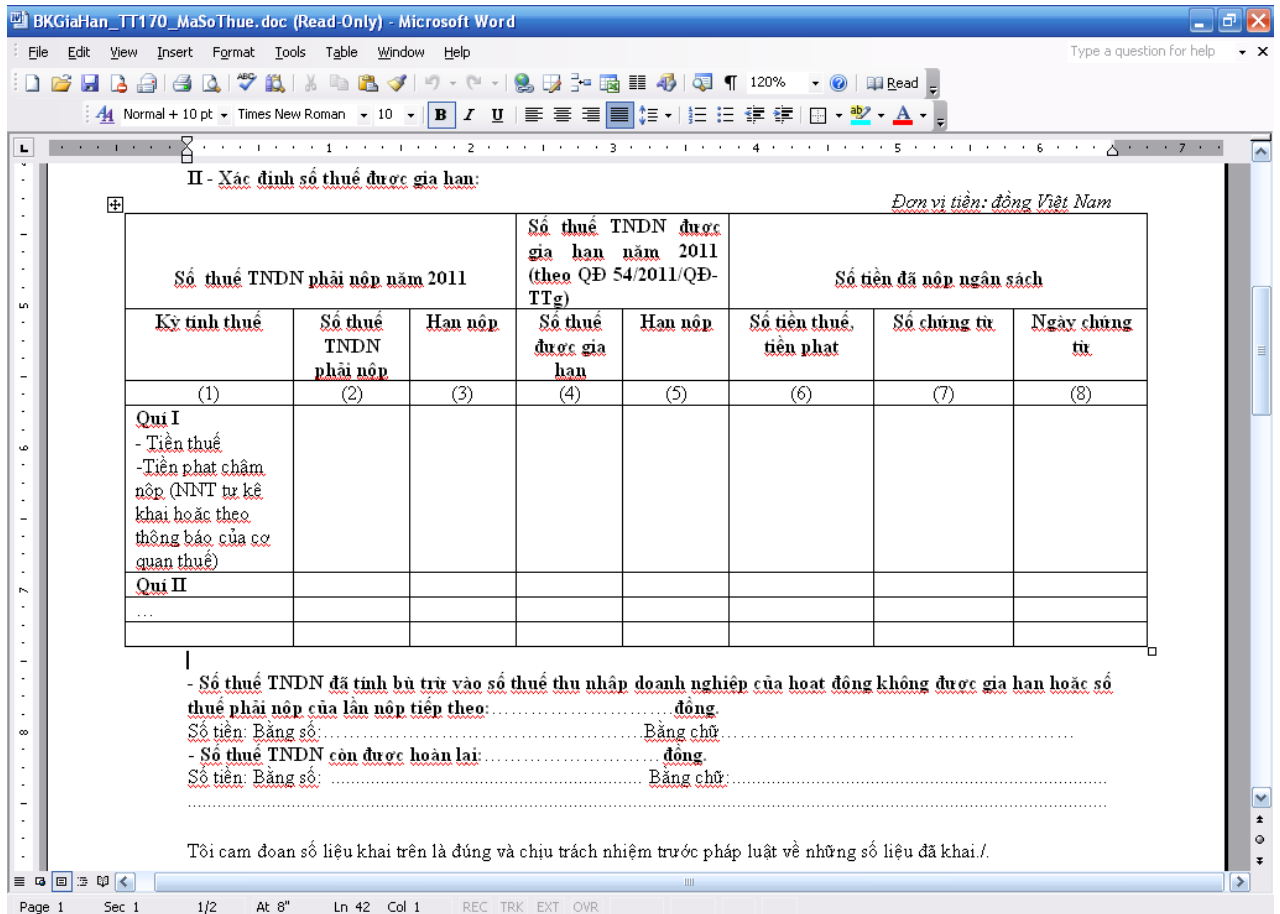 BKGiaHan_TT170_MaSoThue.doc (Read-Only) - Microsoft Word
File Edit View Insert Format Tools Table Window Help Type a question for help
120% Read
Normal + 10 pt Times New Roman 10 B I U
1 2 3 4 5 6 7
II - Xác định số thuế được gia hạn:
Đơn vị tiền: đồng Việt Nam
Số thuế TNDN phải nộp năm 2011
Số thuế TNDN được
gia hạn năm 2011
(theo QĐ 54/2011/QĐ-
TTg)
Số tiền đã nộp ngân sách
Kỳ tính thuế
Số thuế
TNDN
phải nộp
Hạn nộp
Số thuế
được gia
hạn
Hạn nộp
Số tiền thuế,
tiền phạt
Số chứng từ
Ngày chứng
từ
(1) (2) (3) (4) (5) (6) (7) (8)
Quí I
- Tiền thuế
-Tiền phạt chậm
nộp (NNT tự kê
khai hoặc theo
thông báo của cơ
quan thuế)
Quí II
...
- Số thuế TNDN đã tính bù trừ vào số thuế thu nhập doanh nghiệp của hoạt động không được gia hạn hoặc số
thuế phải nộp của lần nộp tiếp theo:……………………….đồng.
Số tiền: Bằng số:…………………………………………Bằng chữ………………………………………………
- Số thuế TNDN còn được hoàn lại:……………………… đồng.
Số tiền: Bằng số: ………………………………………… Bằng chữ:…………………………………………………
…………………………………………………………………………………………………………………………
Tôi cam đoan số liệu khai trên là đúng và chịu trách nhiệm trước pháp luật về những số liệu đã khai./.
Page 1 Sec 1 1/2 At 8" Ln 42 Col 1 REC TRK EXT OVR